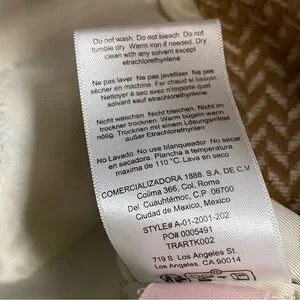 Do not wash. Do not bleach. Do not
tumble dry. Warm iron if needed. Dry
clean with any solvent except
etrachlorethylene
Ne pas laver. Ne pas javelliser. Ne pas
sécher en machine. Fer chaud si besoin.
Nettoyer à sec avec n'importe quel
solvant sauf etrachlorethylene
Nicht waschen. Nicht bleichen. Nicht im
trockner trocknen. Warm bügeln wenn
nötig. Trocknen mit einem Lösungsmittel
außer Etrachlorethylen
No Lavado. No use blanqueador. No secar
en secadora. Plancha a temperatura
maxima de 110 °C. Lava en seco
COMERCIALIZADORA 1888, S.A. DE C.V
Colima 366, Col, Roma
Del. Cuauhtémoc, C.P 06700
Ciudad de Mexico, Mexico
STYLE# A-01-2001-202
PO# 0005491
TRARTK002
719 S Los Angeles St.
Los Angeles, CA 90014